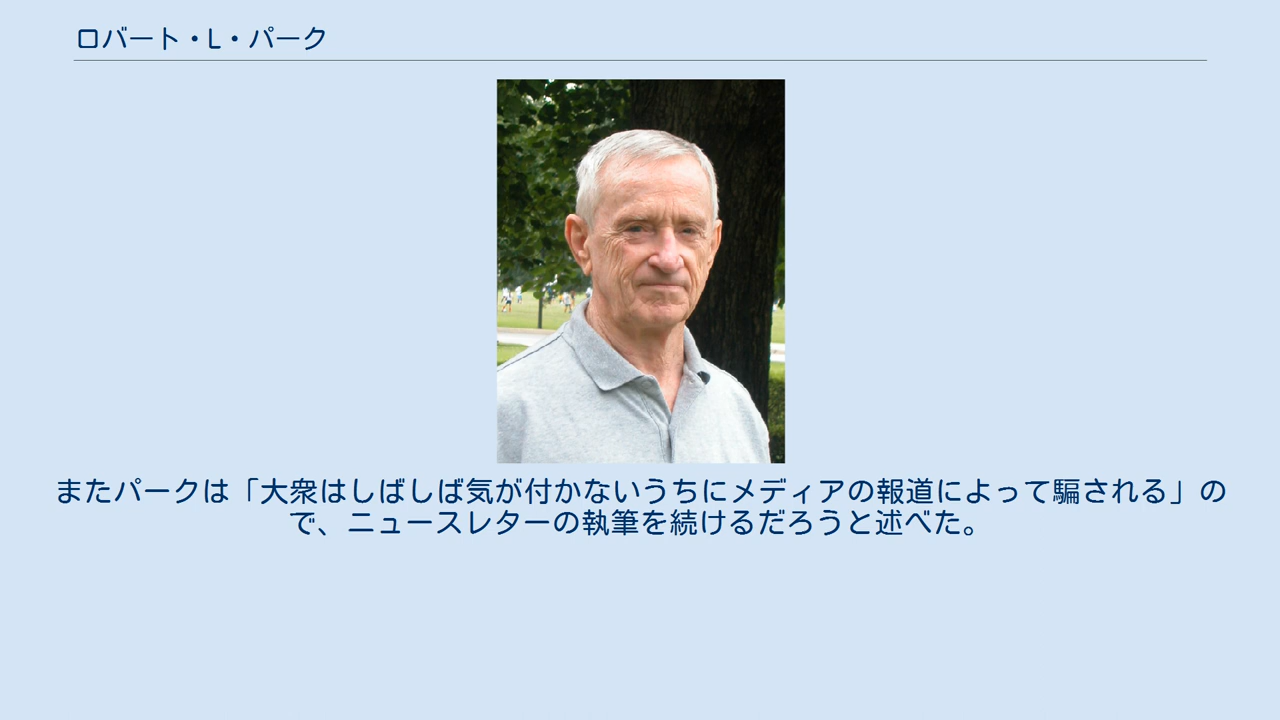 ロバート・L・パーク
またパークは「大衆はしばしば気が付かないうちにメディアの報道によって騙される」の
で、ニュースレターの執筆を続けるだろうと述べた。